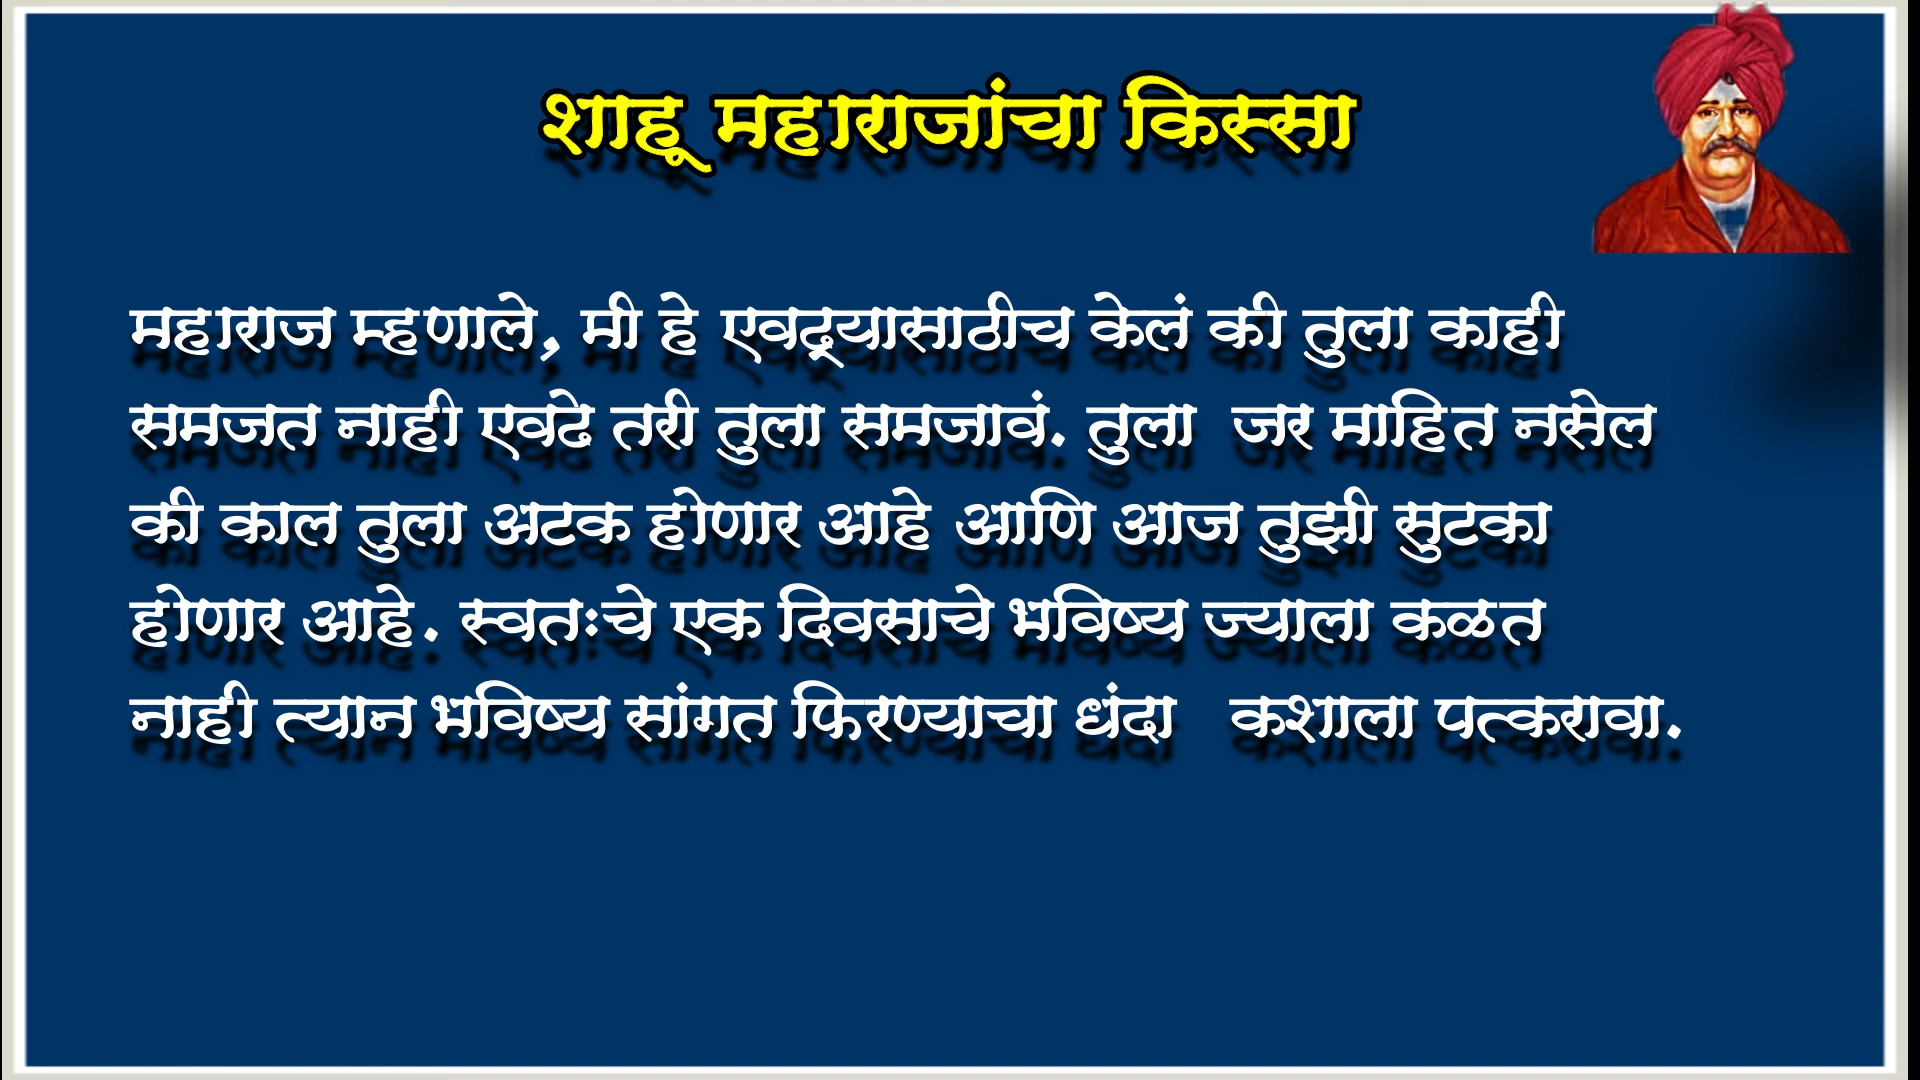 शाहू महाराजांचा किस्सा
महाराज म्हणाले, मी हे एवढ्यासाठीच केलं की तुला काही
समजत नाही एवढे तरी तुला समजावं. तुला जर माहित नसेल
की काल तुला अटक होणार आहे आणि आज तुझी सुटका
होणार आहे. स्वतःचे एक दिवसाचे भविष्य ज्याला कळत
नाही त्यान भविष्य सांगत फिरण्याचा धंदा कशाला पत्करावा.